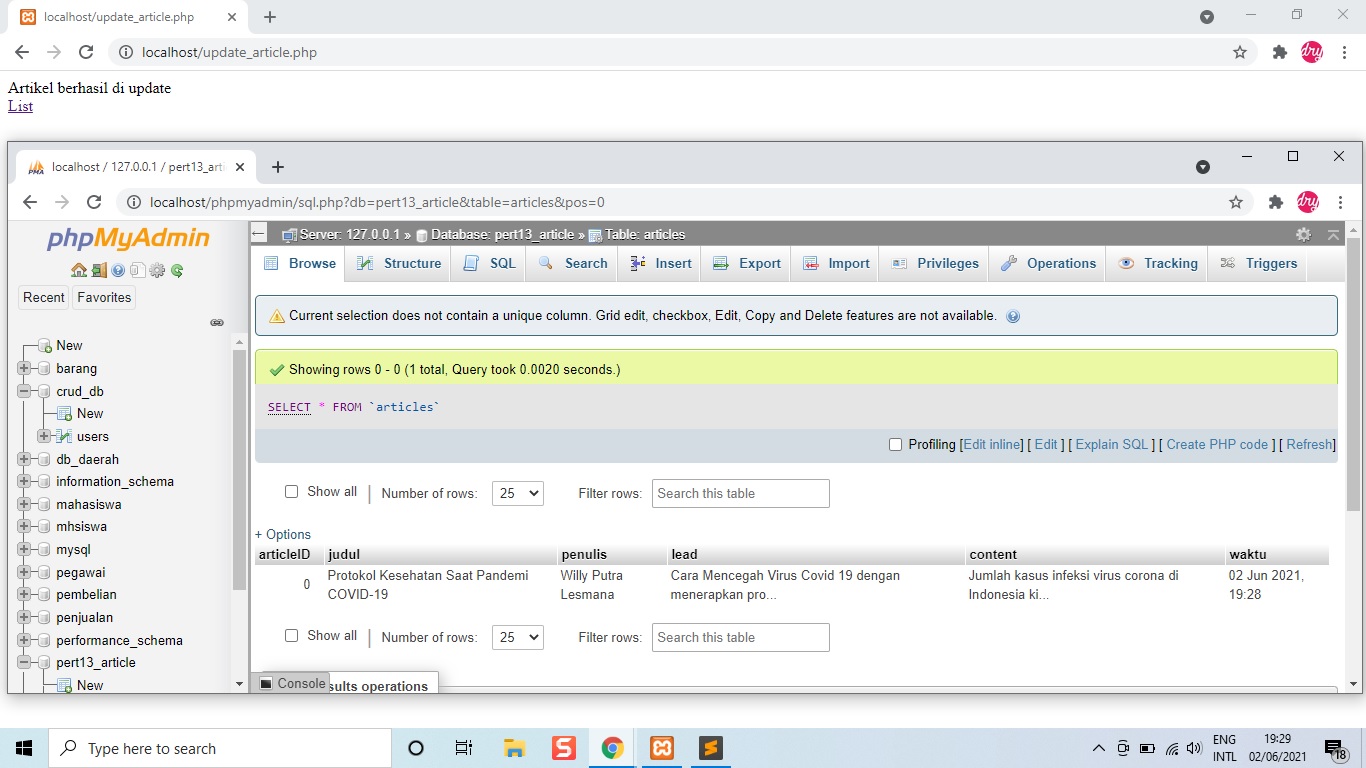 localhost/update_article.php
localhost/update_article.php
dry
Artikel berhasil di update
List
PMA
localhost / 127.0.0.1 / pert13_arti
localhost/phpmyadmin/sql.php?db=pert13_article&table=articles&pos=0
dry
phpMyAdmin
Recent Favorites
New
barang
crud_db
New
users
db_daerah
information_schema
mahasiswa
mhsiswa
mysql
pegawai
pembelian
penjualan
performance_schema
pert13_article
New
Server: 127.0.0.1 » Database: pert13_article » Table: articles
Browse Structure SQL Search Insert Export Import Privileges Operations Tracking Triggers
Current selection does not contain a unique column. Grid edit, checkbox, Edit, Copy and Delete features are not available.
Showing rows 0 - 0 (1 total, Query took 0.0020 seconds.)
SELECT * FROM `articles`
Profiling [Edit inline] [ Edit ] [ Explain SQL ] [ Create PHP code ] [ Refresh]
Show all | Number of rows: 25 Filter rows: Search this table
+ Options
articleID judul penulis lead content waktu
0 Protokol Kesehatan Saat Pandemi Willy Putra Cara Mencegah Virus Covid 19 dengan Jumlah kasus infeksi virus corona di 02 Jun 2021,
COVID-19 Lesmana menerapkan pro... Indonesia ki... 19:28
Show all | Number of rows: 25 Filter rows: Search this table
Console sults operations
Type here to search
S
ENG
INTL
19:29
02/06/2021
18